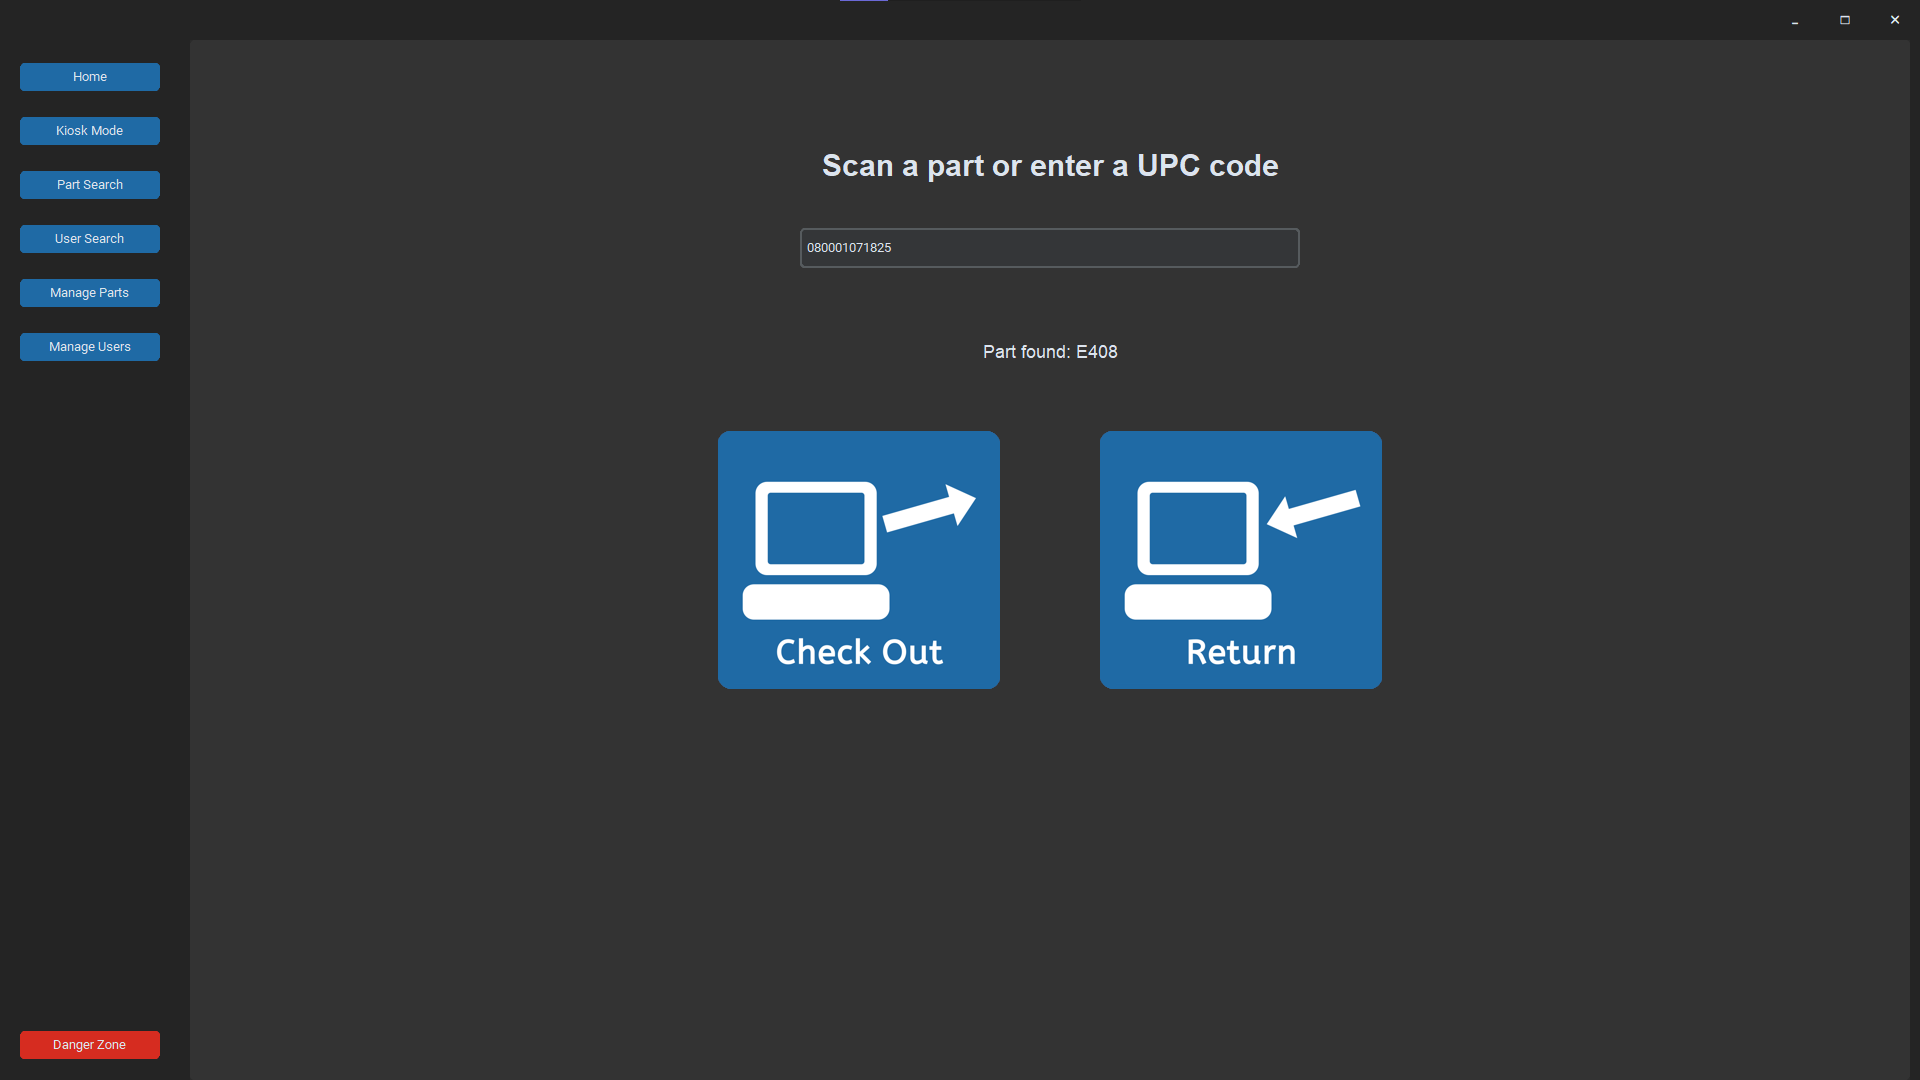 Home
Kiosk Mode
Part Search
User Search
Manage Parts
Manage Users
Danger Zone
Scan a part or enter a UPC code
080001071825
Part found: E408
Check Out
Return